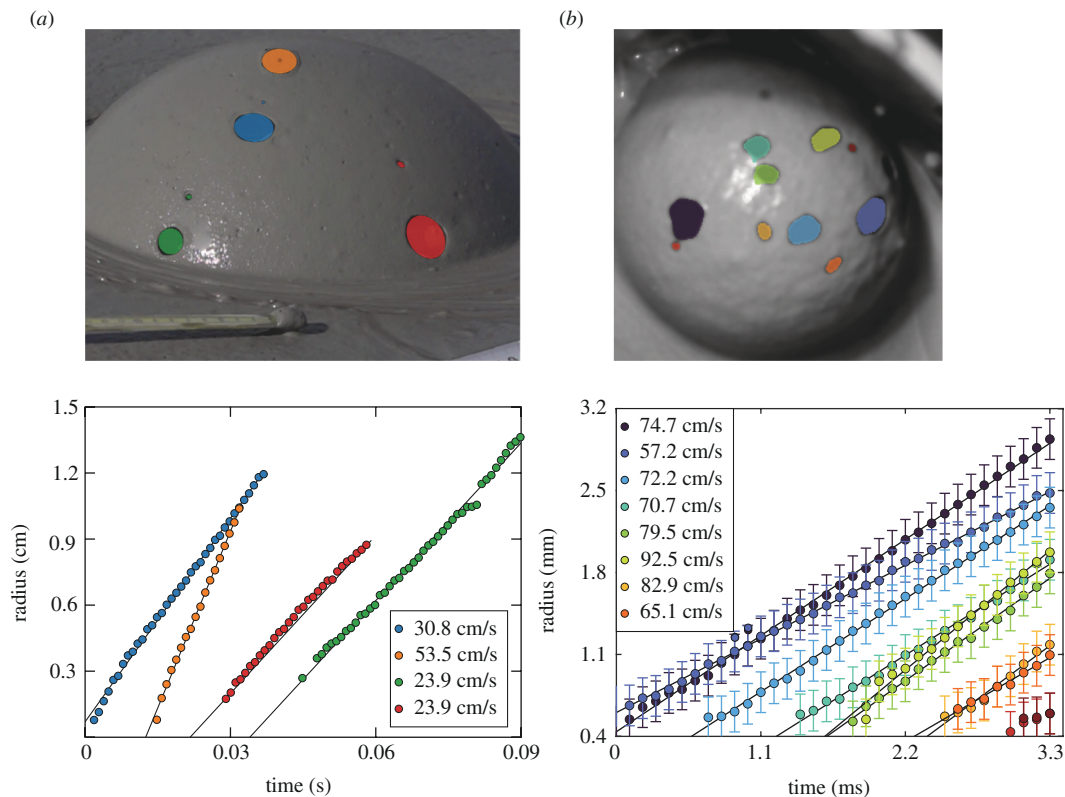 (a)
(b)
1.5
1.2
0.9
0.6
0.3
radius (cm)
30.8 cm/s
53.5 cm/s
23.9 cm/s
23.9 cm/s
0
0.03
0.06
0.09
time (s)
3.2
2.5
1.8
1.1
0.4
radius (mm)
74.7 cm/s
57.2 cm/s
72.2 cm/s
70.7 cm/s
79.5 cm/s
92.5 cm/s
82.9 cm/s
65.1 cm/s
0
1.1
2.2
3.3
time (ms)